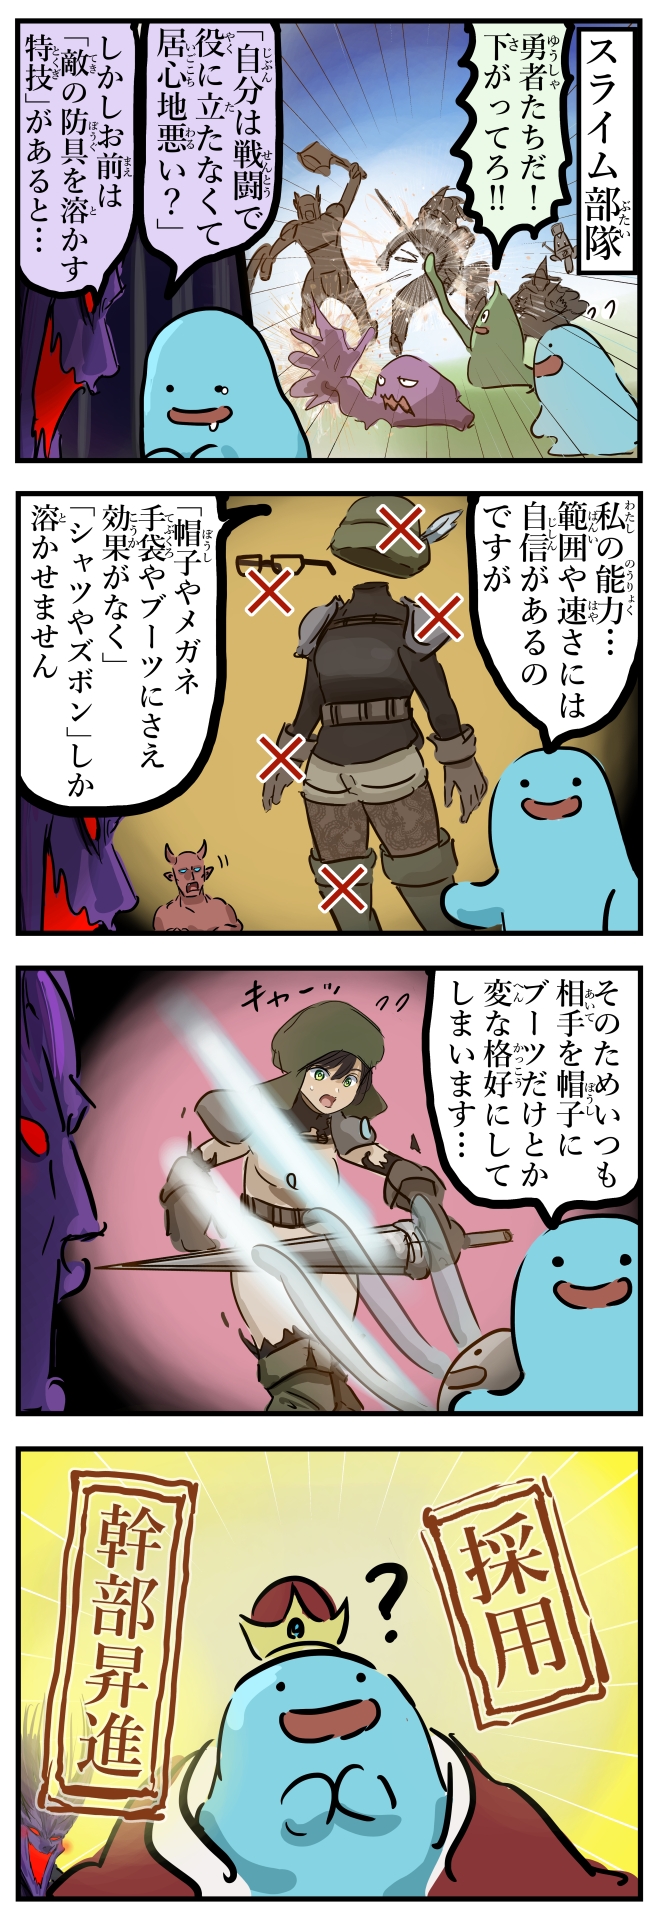 スライム部隊
勇者たちだ！
下がってろ!!
「自分は戦闘で
役に立たなくて
居心地悪い？」
しかしお前は
「敵の防具を溶かす
特技」があると…
私の能力…
範囲や速さには
自信があるの
ですが
「帽子やメガネ
手袋やブーツにさえ
効果がなく」
「シャツやズボン」しか
溶かせません
そのためいつも
相手を帽子に
ブーツだけとか
変な格好にして
しまいます…
キャーッ
採用
?
幹部昇進